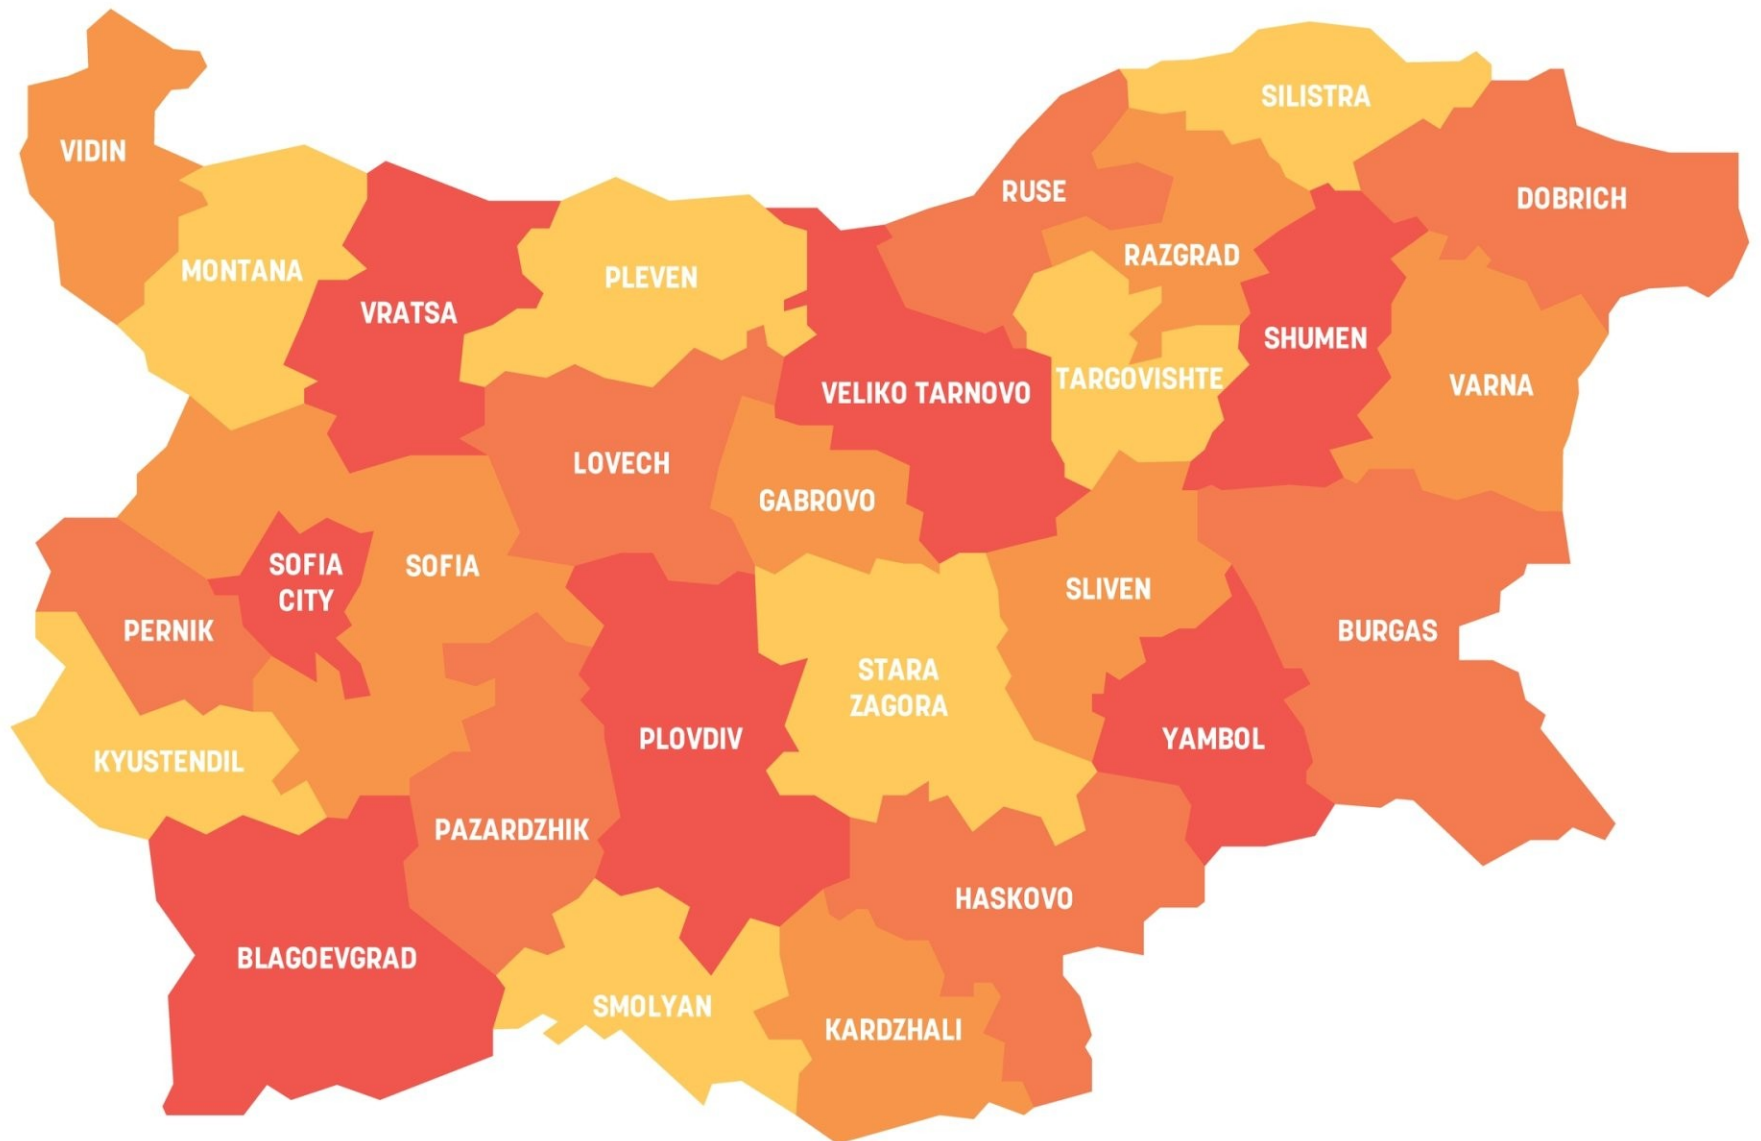 SILISTRA
VIDIN
RUSE
DOBRICH
MONTANA
RAZGRAD
PLEVEN
VRATSA
SHUMEN
TARGOVISHTE
VARNA
VELIKO TARNOVO
LOVECH
GABROVO
SOFIA
CITY
SOFIA
SLIVEN
PERNIK
BURGAS
STARA
ZAGORA
PLOVDIV
YAMBOL
KYUSTENDIL
PAZARDZHIK
HASKOVO
BLAGOEVGRAD
SMOLYAN
KARDZHALI